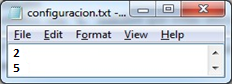 configuracion.txt -...
File Edit Format View Help
2
5